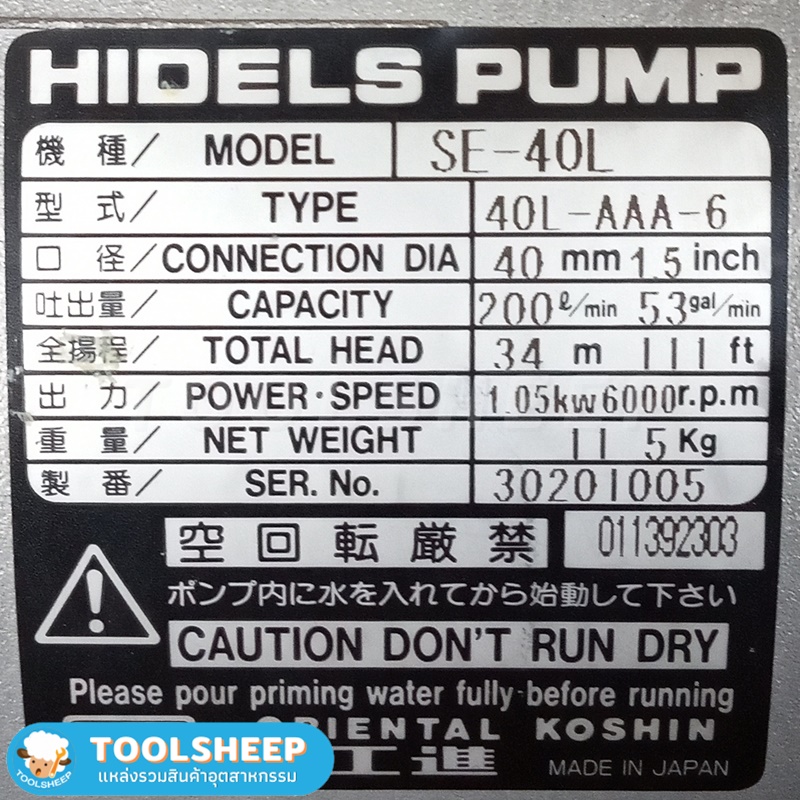 HIDELS PUMP
機種/ MODEL SE-40L
型式/ TYPE 40L-AAA-6
口径/ CONNECTION DIA 40 mm 1.5 inch
吐出量/ CAPACITY 200ℓ/min 53gal/min
全揚程/ TOTAL HEAD 34 m 111 ft
出力/ POWER・SPEED 1.05kw6000r.p.m
重量/ NET WEIGHT 11 5 Kg
製番/ SER. No. 30201005
空回転厳禁 011392303
ポンプ内に水を入れてから始動して下さい
CAUTION DON'T RUN DRY
Please pour priming water fully-before running
ORIENTAL KOSHIN
工進 MADE IN JAPAN
TOOLSHEEP
แหล่งรวมสินค้าอุตสาหกรรม
TOOLSHEEP